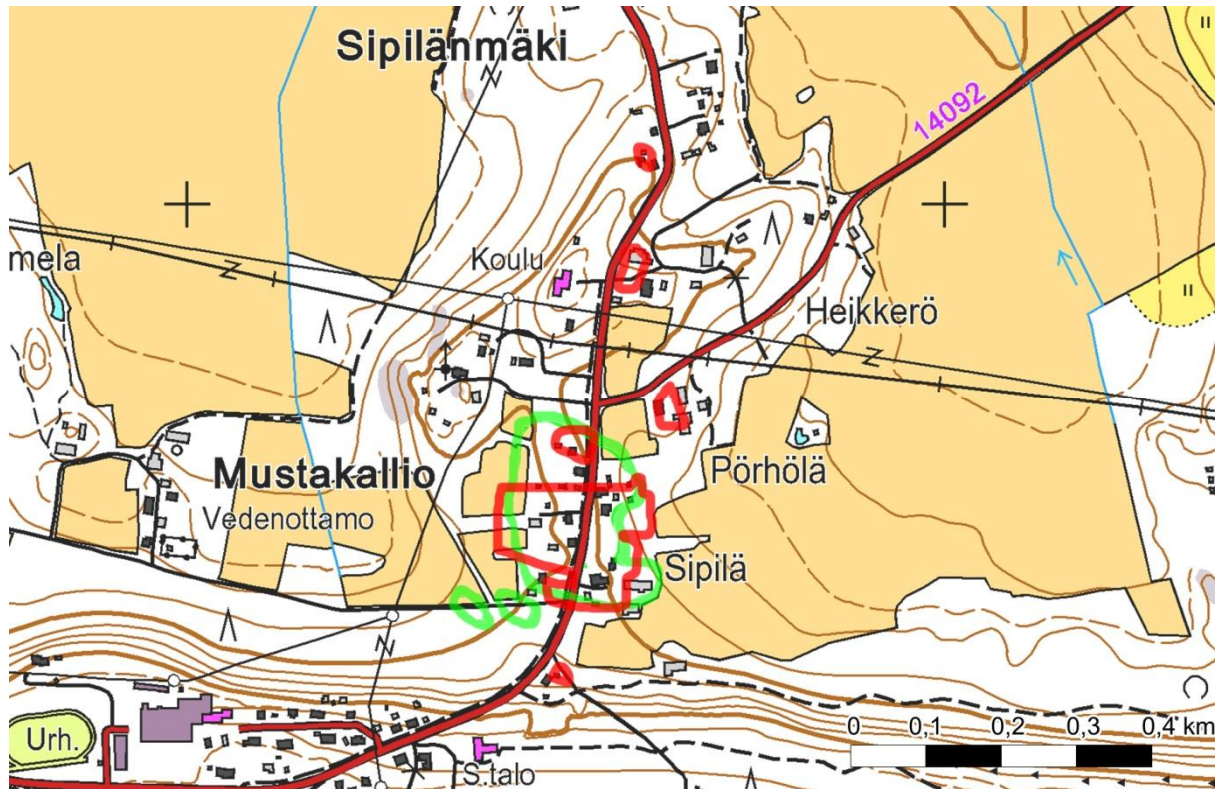 Sipilänmäki
14092
Koulu
mela
Heikkerö
Mustakallio
Vedenottamo
Pörhölä
Sipilä
Urh.
S.talo
0 0,1 0,2 0,3 0,4 km